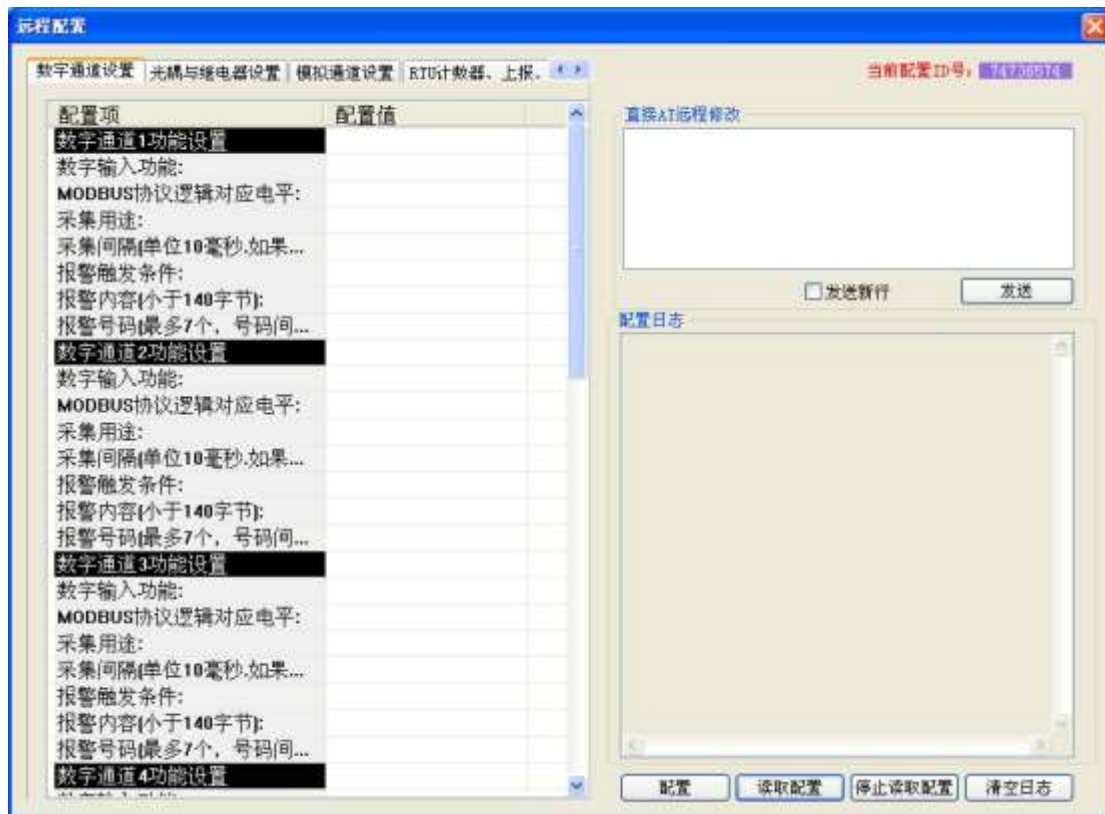 远程配置
数字通道设置 光耦与继电器设置 模拟通道设置 RTU计数器、上报、
当前配置ID号:
配置项 配置值
数字通道1功能设置
数字输入功能:
MODBUS协议逻辑对应电平:
采集用途:
采集间隔(单位10毫秒.如果...
报警触发条件:
报警内容(小于140字节):
报警号码(最多7个, 号码间...
数字通道2功能设置
数字输入功能:
MODBUS协议逻辑对应电平:
采集用途:
采集间隔(单位10毫秒.如果...
报警触发条件:
报警内容(小于140字节):
报警号码(最多7个, 号码间...
数字通道3功能设置
数字输入功能:
MODBUS协议逻辑对应电平:
采集用途:
采集间隔(单位10毫秒.如果...
报警触发条件:
报警内容(小于140字节):
报警号码(最多7个, 号码间...
数字通道4功能设置
直接AT远程修改
发送新行 发送
配置日志
配置 读取配置 停止读取配置 清空日志